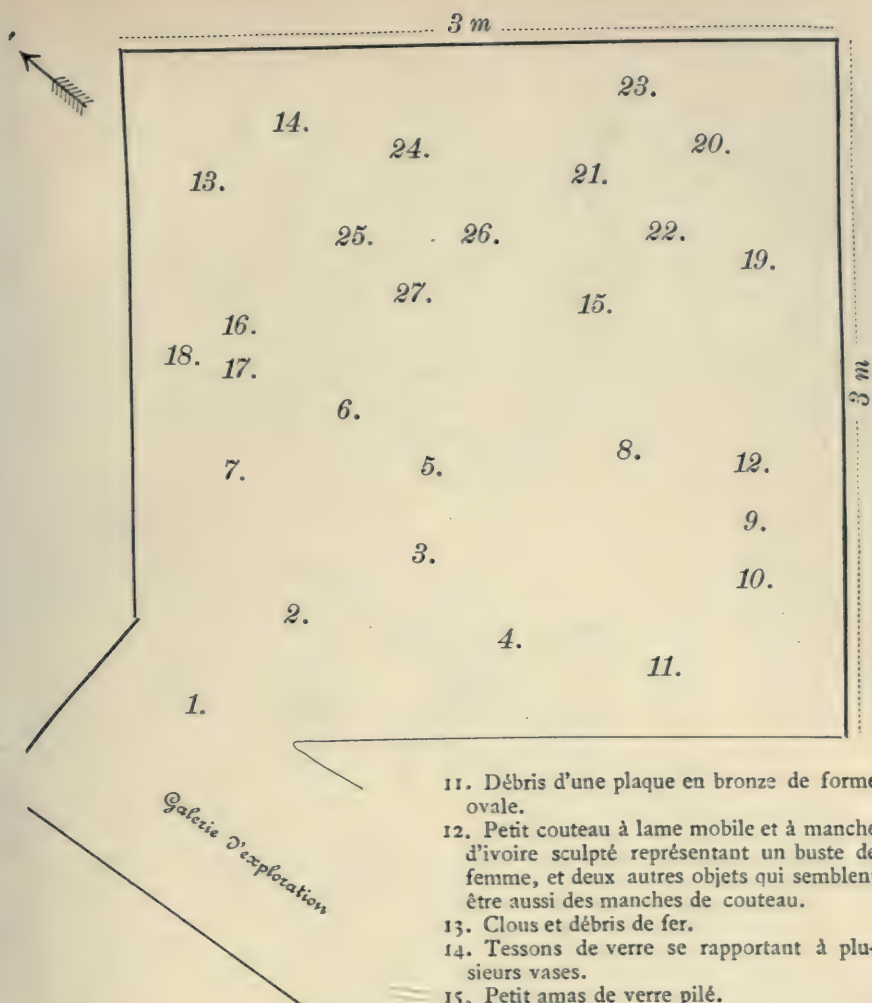 3 m
23.
14.
24.
20.
13.
21.
25.
26.
22.
19.
27.
15.
16.
18.
17.
6.
7.
5.
8.
12.
9.
3.
10.
2.
4.
11.
1.
3 m
Galerie d'exploration
11. Débris d'une plaque en bronze de forme
ovale.
12. Petit couteau à lame mobile et à manche
d'ivoire sculpté représentant un buste de
femme, et deux autres objets qui semblent
être aussi des manches de couteau.
13. Clous et débris de fer.
14. Tessons de verre se rapportant à plu-
sieurs vases.
15. Petit amas de verre pilé.